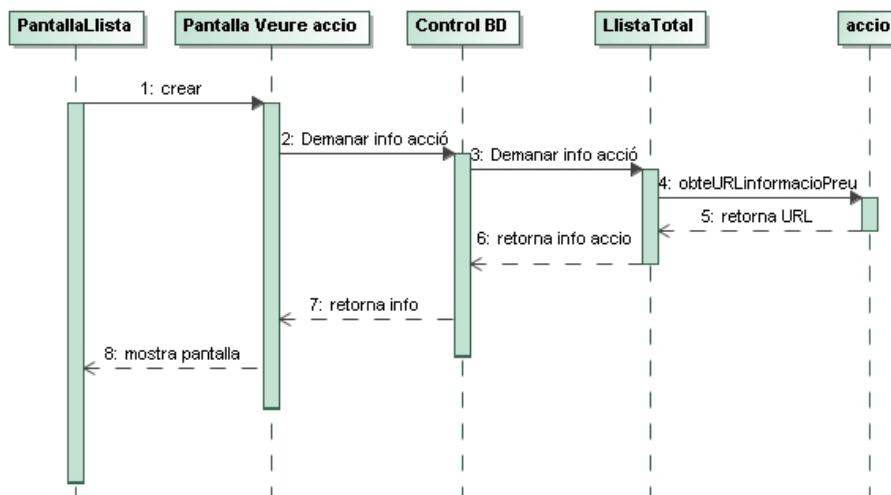 PantallaLlista
Pantalla Veure accio
Control BD
LlistaTotal
accio
1: crear
2: Demanar info acció
3: Demanar info acció
4: obteURLinformacioPreu
5: retorna URL
6: retorna info accio
7: retorna info
8: mostra pantalla